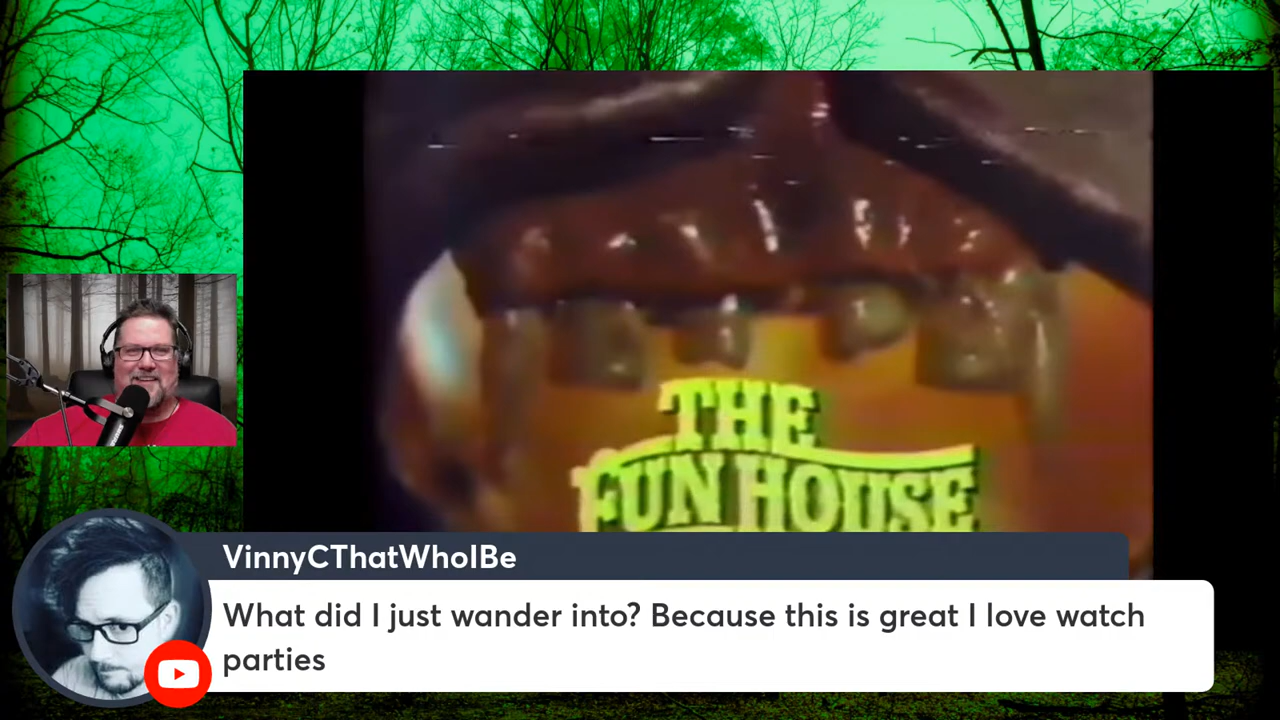 THE
FUN HOUSE
VinnyCThatWhoIBe
What did I just wander into? Because this is great I love watch
parties